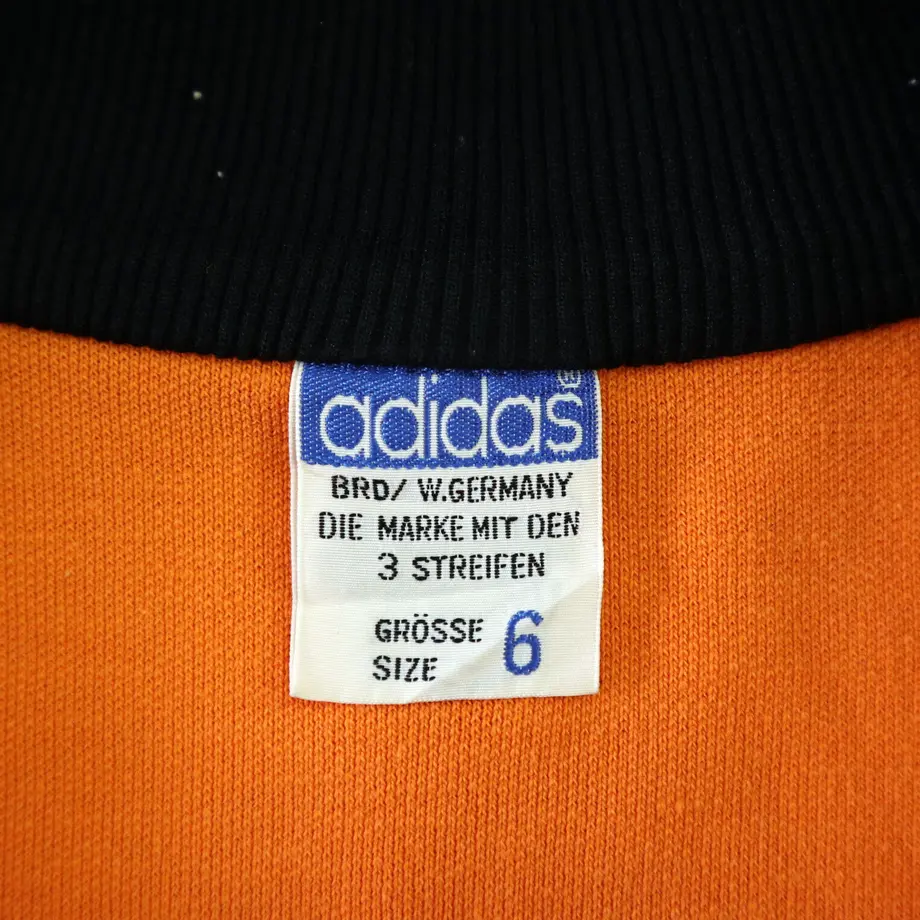 adidas®
BRD/ W.GERMANY
DIE MARKE MIT DEN
3 STREIFEN
GRÖSSE 6
SIZE